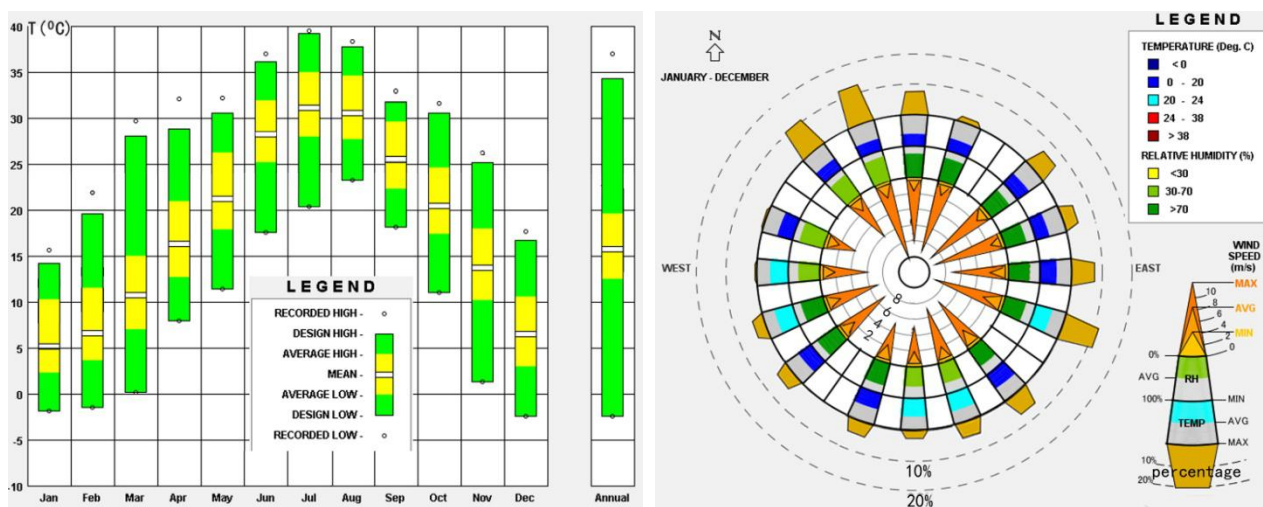 T (⁰C)
40
35
30
25
20
15
10
5
0
-5
-10
LEGEND
RECORDED HIGH -
DESIGN HIGH -
AVERAGE HIGH -
MEAN -
AVERAGE LOW -
DESIGN LOW -
RECORDED LOW -
Jan Feb Mar Apr May Jun Jul Aug Sep Oct Nov Dec Annual
N
JANUARY - DECEMBER
WEST
EAST
8
6
4
2
10%
20%
LEGEND
TEMPERATURE (Deg. C)
< 0
0 - 20
20 - 24
24 - 38
> 38
RELATIVE HUMIDITY (%)
<30
30-70
>70
WIND
SPEED
(m/s)
MAX
10
8
AVG
6
4
MIN
2
0% 0
AVG RH
100% MIN
TEMP AVG
MAX
10% percentage
20%